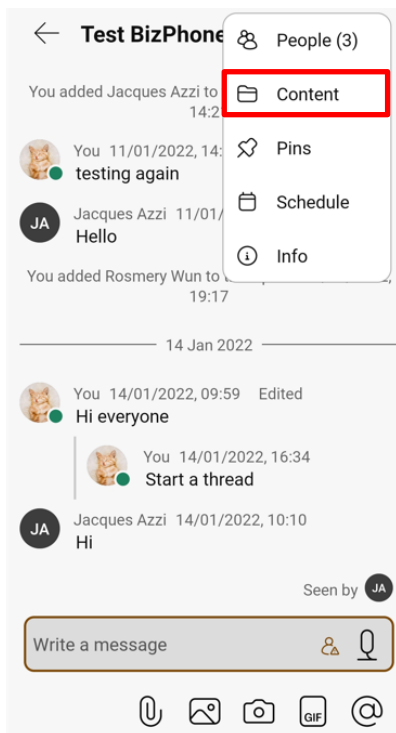 Test BizPhone
People (3)
You added Jacques Azzi to
14:2
Content
You 11/01/2022, 14:
testing again
Pins
JA
Jacques Azzi 11/01/
Hello
Schedule
Info
You added Rosmery Wun to
19:17
14 Jan 2022
You 14/01/2022, 09:59 Edited
Hi everyone
You 14/01/2022, 16:34
Start a thread
JA
Jacques Azzi 14/01/2022, 10:10
Hi
Seen by JA
Write a message
GIF